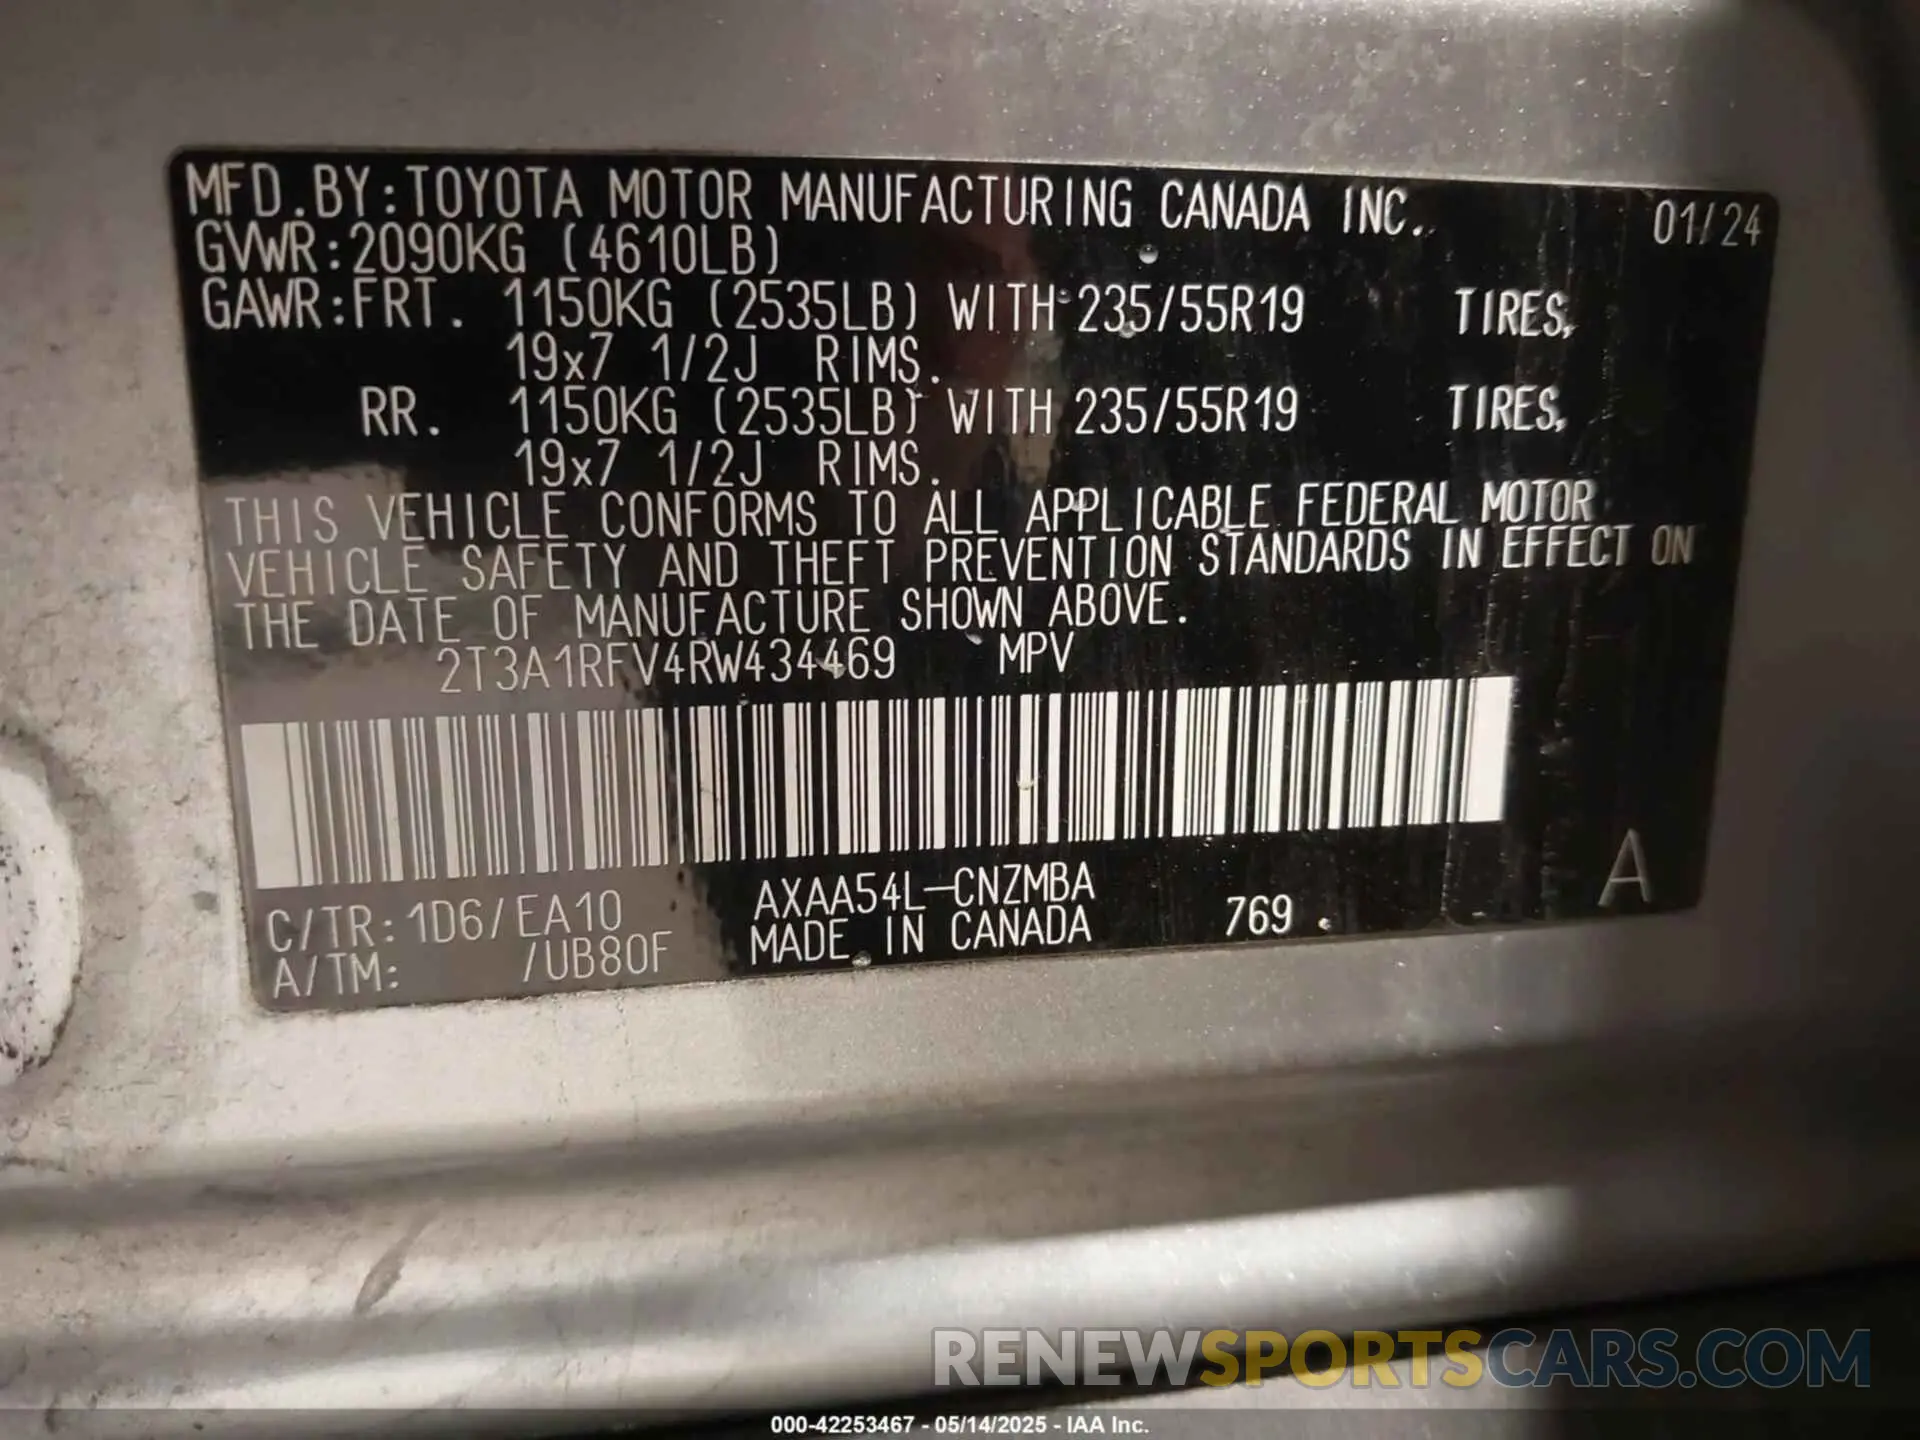 MFD.BY:TOYOTA MOTOR MANUFACTURING CANADA INC. 01/24
GVWR:2090KG (4610LB)
GAWR:FRT. 1150KG (2535LB) WITH 235/55R19 TIRES,
19x7 1/2J RIMS.
RR. 1150KG (2535LB) WITH 235/55R19 TIRES,
19x7 1/2J RIMS.
THIS VEHICLE CONFORMS TO ALL APPLICABLE FEDERAL MOTOR
VEHICLE SAFETY AND THEFT PREVENTION STANDARDS IN EFFECT ON
THE DATE OF MANUFACTURE SHOWN ABOVE.
2T3A1RFV4RW434469 MPV
C/TR:1D6/EA10 AXAA54L-CNZMBA 769 A
A/TM: /UB80F MADE IN CANADA
RENEWSPORTSCARS.COM
000-42253467 - 05/14/2025 - IAA Inc.